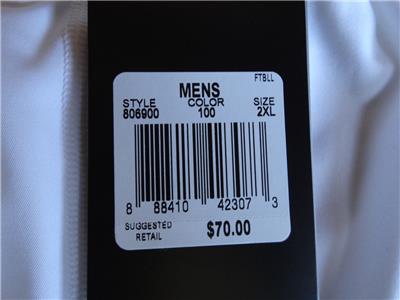 FTBLL
MENS
STYLE COLOR SIZE
806900 100 2XL
8 88410 42307 3
SUGGESTED
RETAIL $70.00